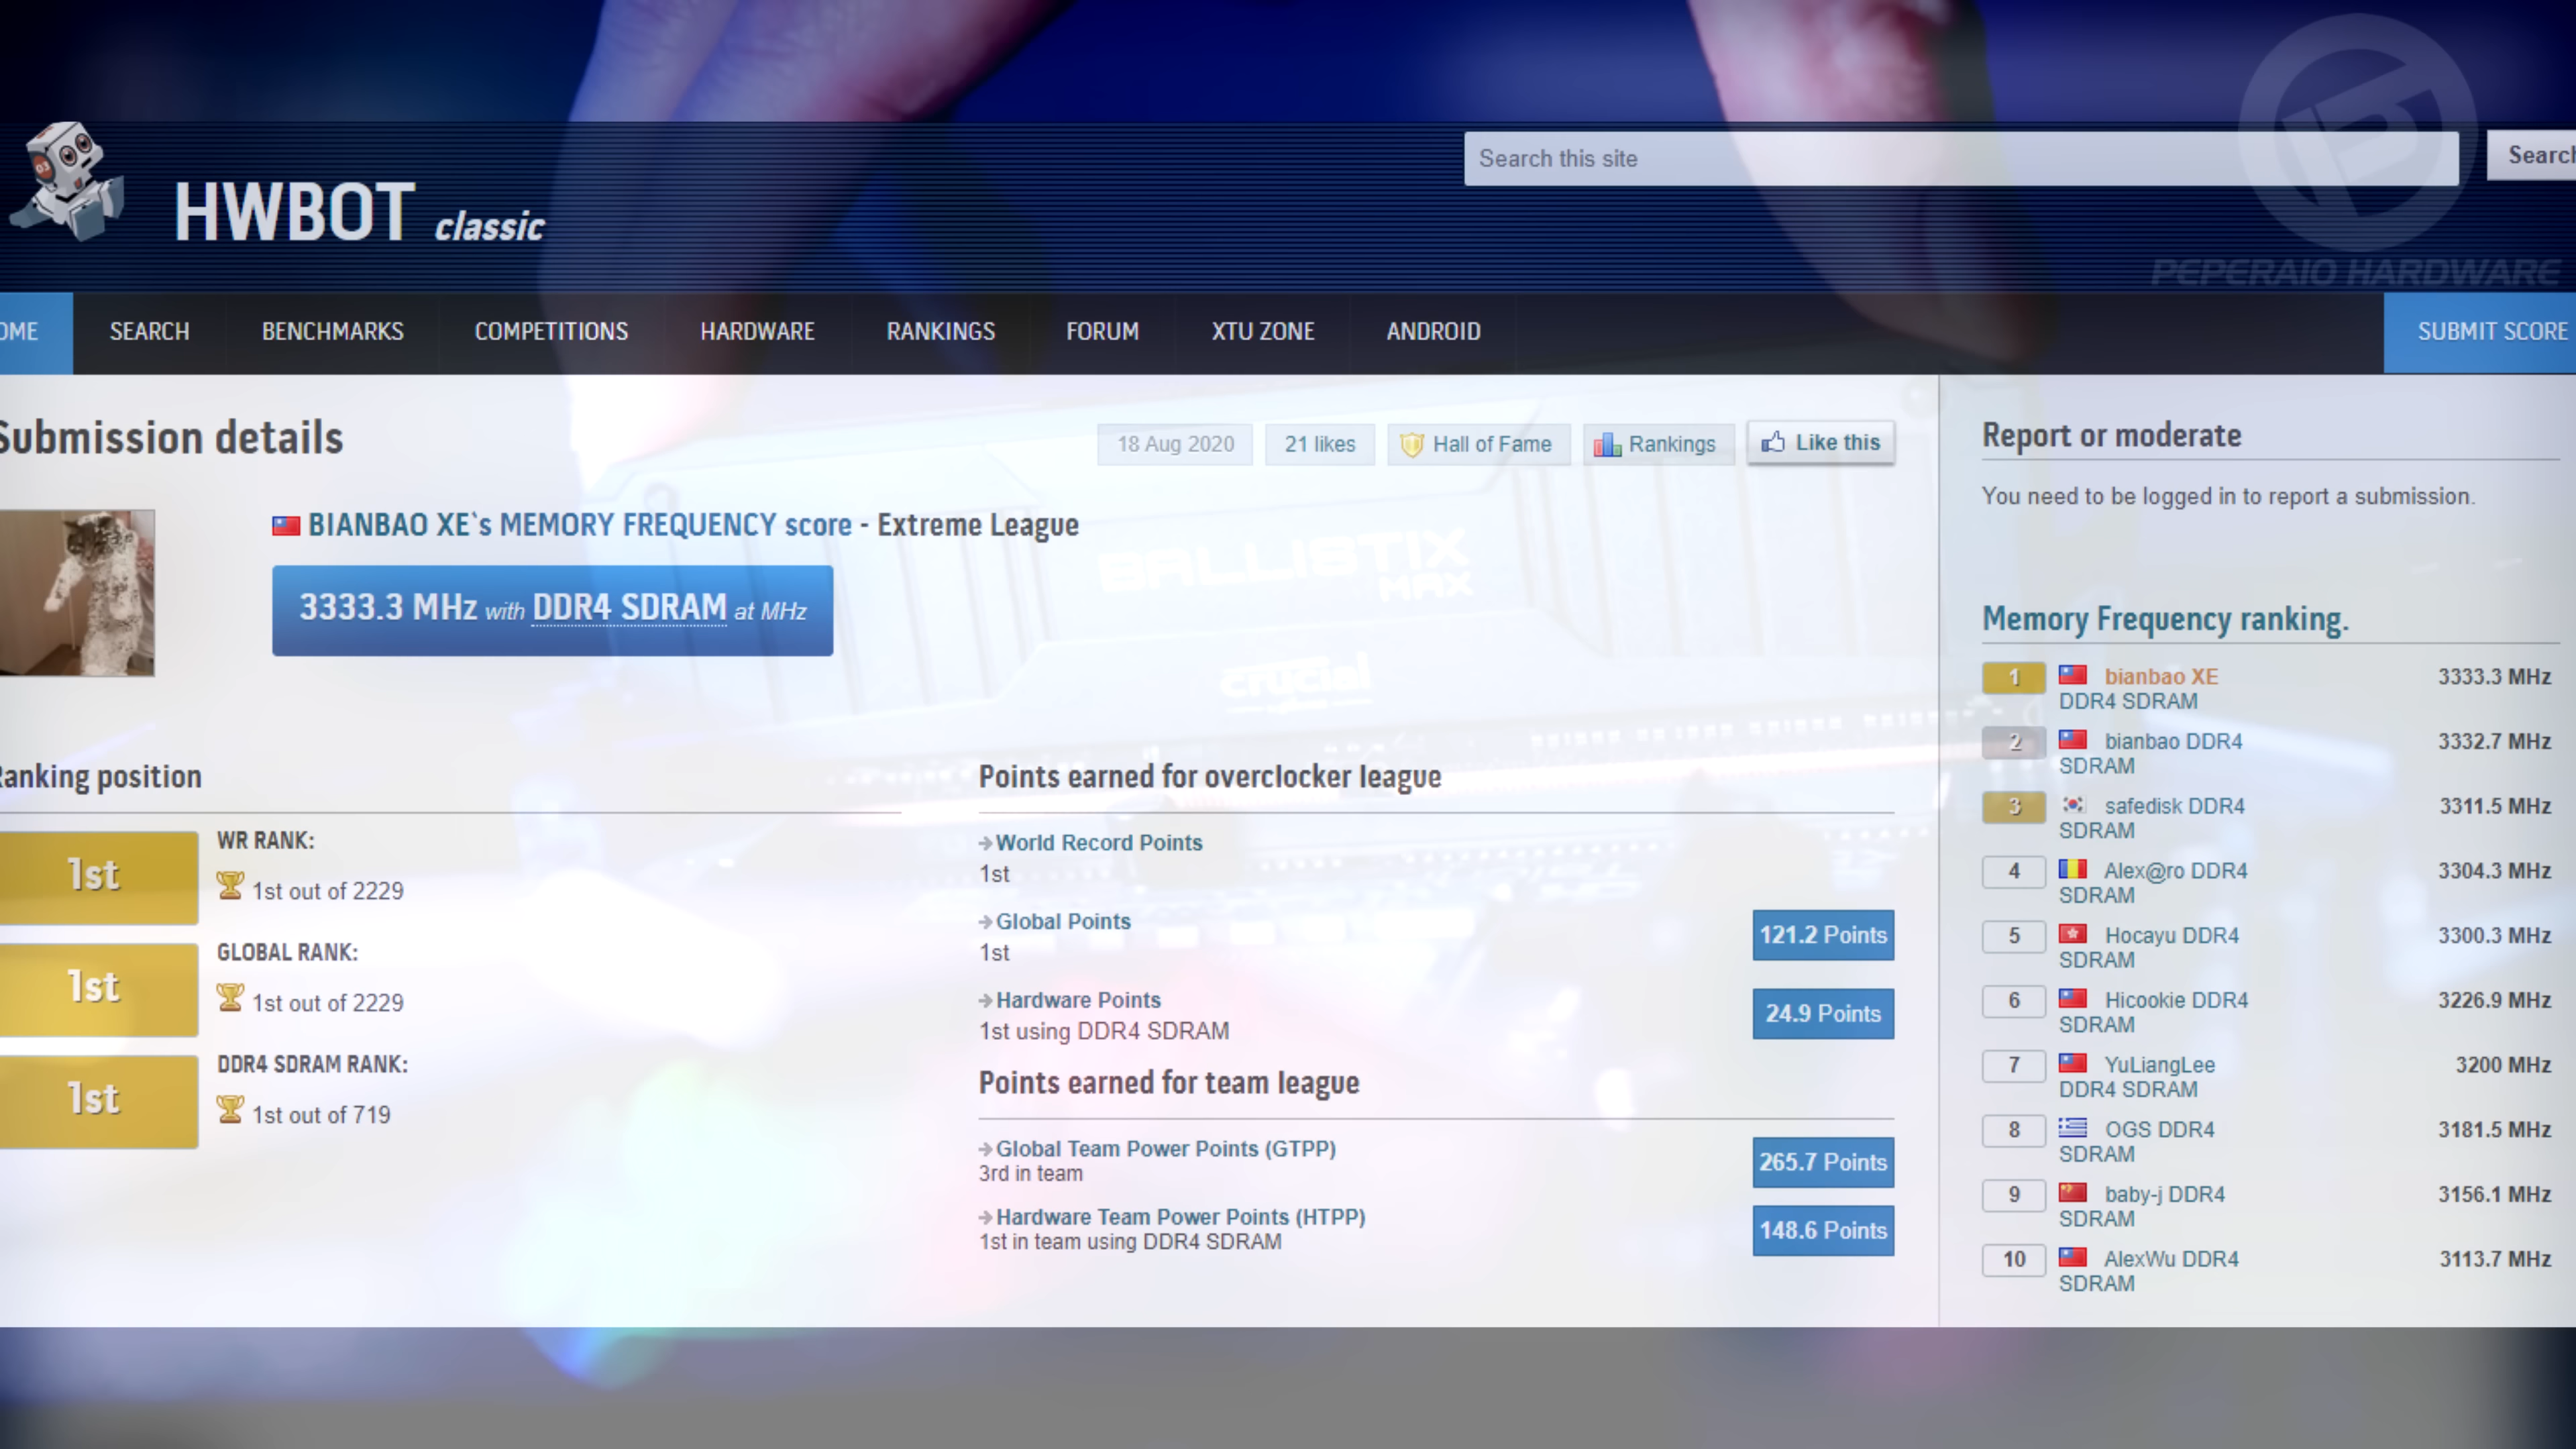 HWBOT classic
Search this site
Search
PEPERAIO HARDWARE
OME SEARCH BENCHMARKS COMPETITIONS HARDWARE RANKINGS FORUM XTU ZONE ANDROID SUBMIT SCORE
Submission details
18 Aug 2020 21 likes Hall of Fame Rankings Like this
BIANBAO XE`s MEMORY FREQUENCY score - Extreme League
3333.3 MHz with DDR4 SDRAM at MHz
BALLISTIX
MAX
crucial
Ranking position
1st
WR RANK:
1st out of 2229
1st
GLOBAL RANK:
1st out of 2229
1st
DDR4 SDRAM RANK:
1st out of 719
Points earned for overclocker league
World Record Points
1st
Global Points
1st
121.2 Points
Hardware Points
1st using DDR4 SDRAM
24.9 Points
Points earned for team league
Global Team Power Points (GTPP)
3rd in team
265.7 Points
Hardware Team Power Points (HTPP)
1st in team using DDR4 SDRAM
148.6 Points
Report or moderate
You need to be logged in to report a submission.
Memory Frequency ranking.
1 bianbao XE 3333.3 MHz
DDR4 SDRAM
2 bianbao DDR4 3332.7 MHz
SDRAM
3 safedisk DDR4 3311.5 MHz
SDRAM
4 Alex@ro DDR4 3304.3 MHz
SDRAM
5 Hocayu DDR4 3300.3 MHz
SDRAM
6 Hicookie DDR4 3226.9 MHz
SDRAM
7 YuLiangLee 3200 MHz
DDR4 SDRAM
8 OGS DDR4 3181.5 MHz
SDRAM
9 baby-j DDR4 3156.1 MHz
SDRAM
10 AlexWu DDR4 3113.7 MHz
SDRAM